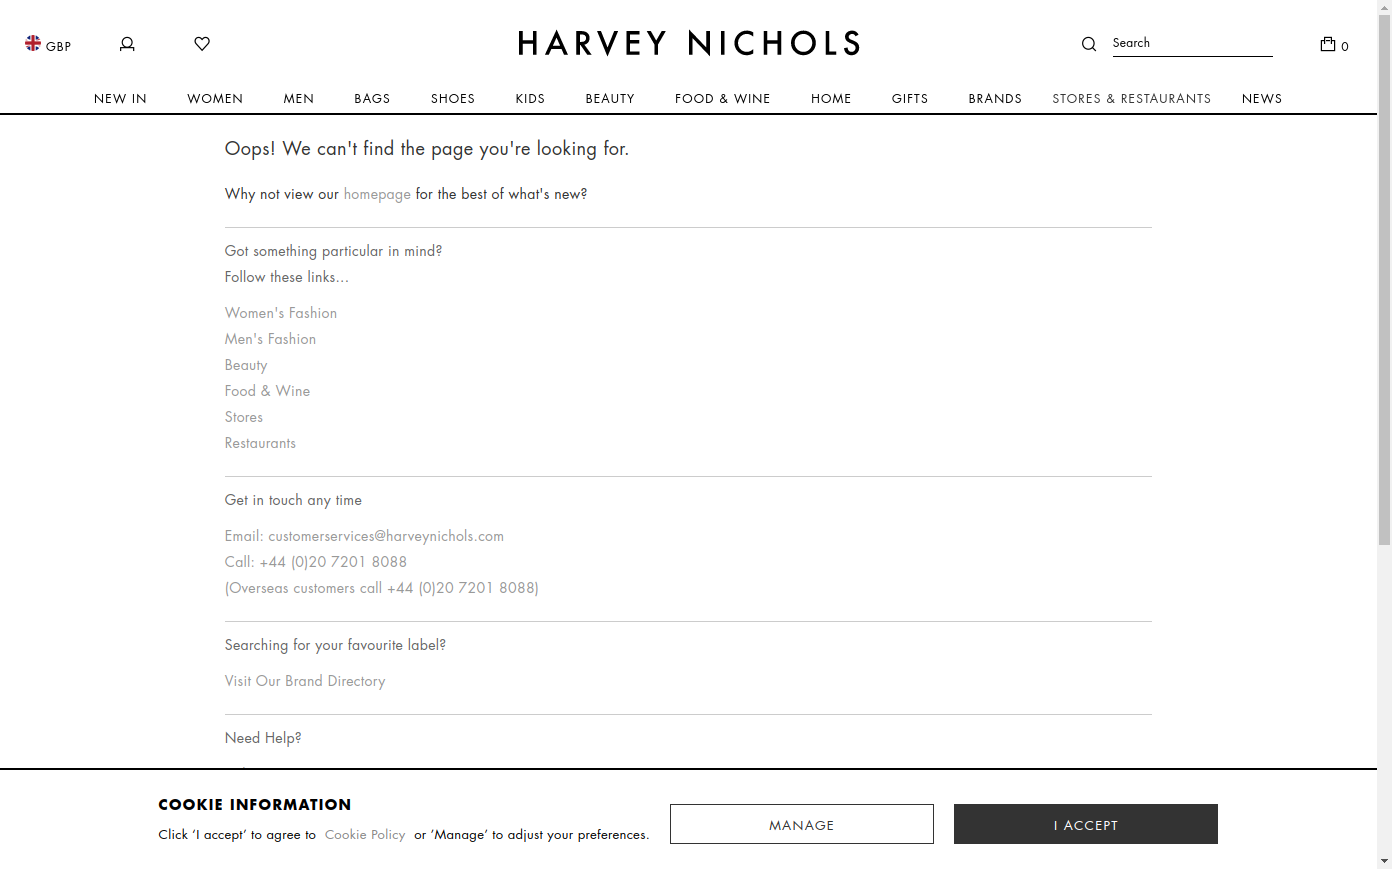 GBP
HARVEY NICHOLS
Search
0
NEW IN WOMEN MEN BAGS SHOES KIDS BEAUTY FOOD & WINE HOME GIFTS BRANDS STORES & RESTAURANTS NEWS
Oops! We can't find the page you're looking for.
Why not view our homepage for the best of what's new?
Got something particular in mind?
Follow these links...
Women's Fashion
Men's Fashion
Beauty
Food & Wine
Stores
Restaurants
Get in touch any time
Email: customerservices@harveynichols.com
Call: +44 (0)20 7201 8088
(Overseas customers call +44 (0)20 7201 8088)
Searching for your favourite label?
Visit Our Brand Directory
Need Help?
COOKIE INFORMATION
Click ‘I accept’ to agree to Cookie Policy or ‘Manage’ to adjust your preferences.
MANAGE
I ACCEPT